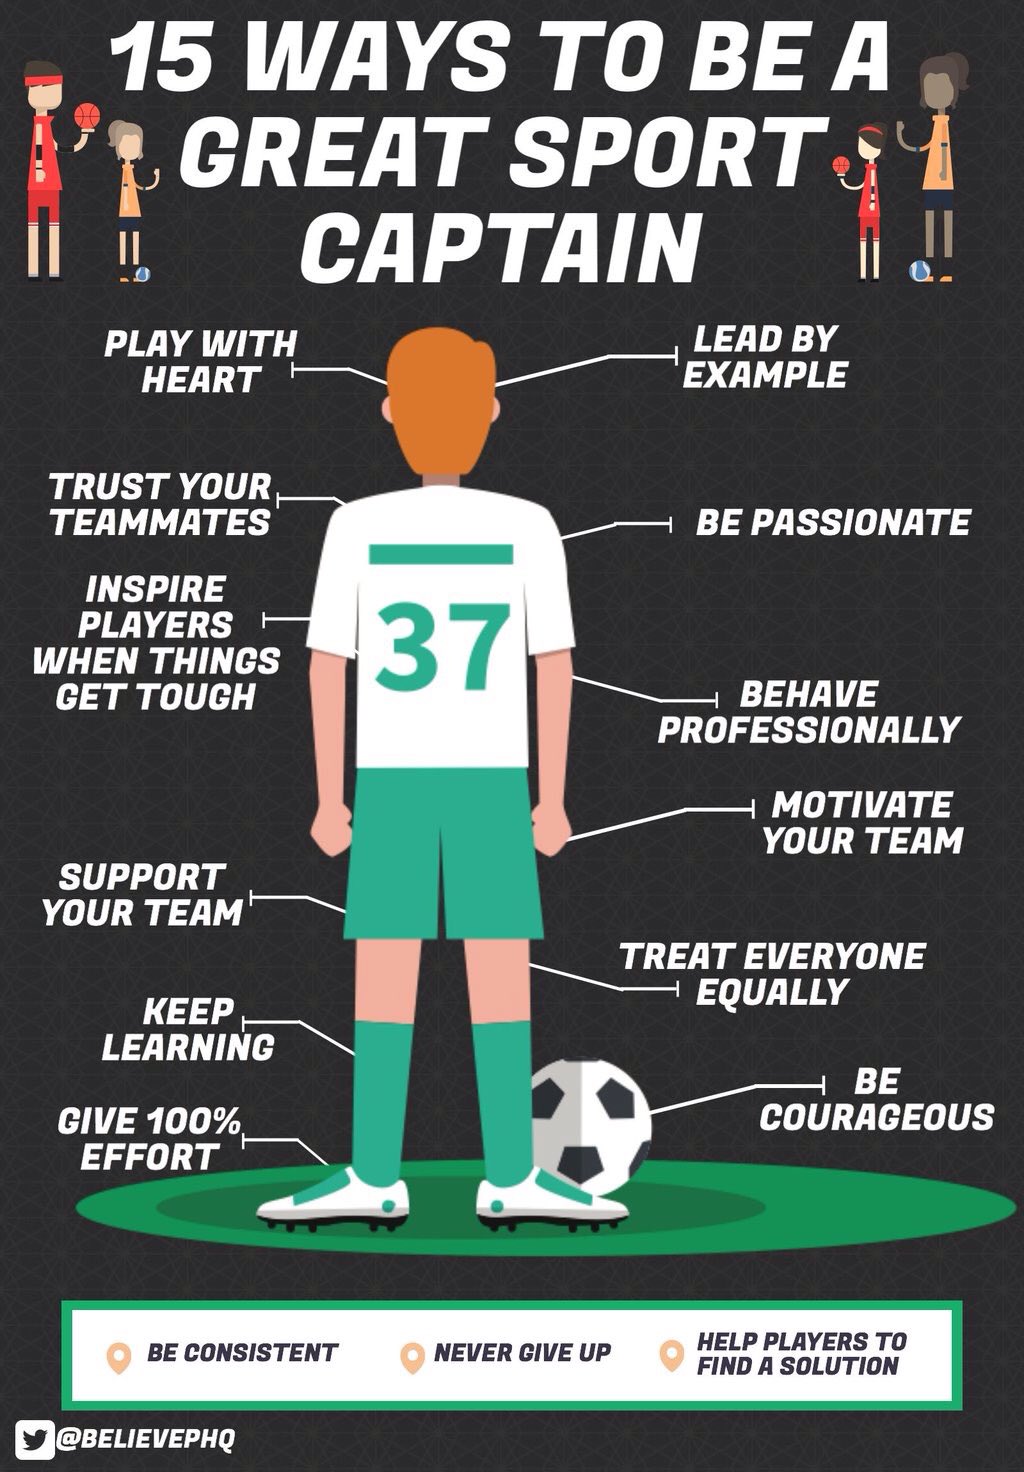 15 WAYS TO BE A
GREAT SPORT
CAPTAIN
PLAY WITH
HEART
LEAD BY
EXAMPLE
TRUST YOUR
TEAMMATES
BE PASSIONATE
INSPIRE
PLAYERS
WHEN THINGS
GET TOUGH
37
BEHAVE
PROFESSIONALLY
MOTIVATE
YOUR TEAM
SUPPORT
YOUR TEAM
TREAT EVERYONE
EQUALLY
KEEP
LEARNING
BE
COURAGEOUS
GIVE 100%
EFFORT
BE CONSISTENT
NEVER GIVE UP
HELP PLAYERS TO
FIND A SOLUTION
@BELIEVEPHQ